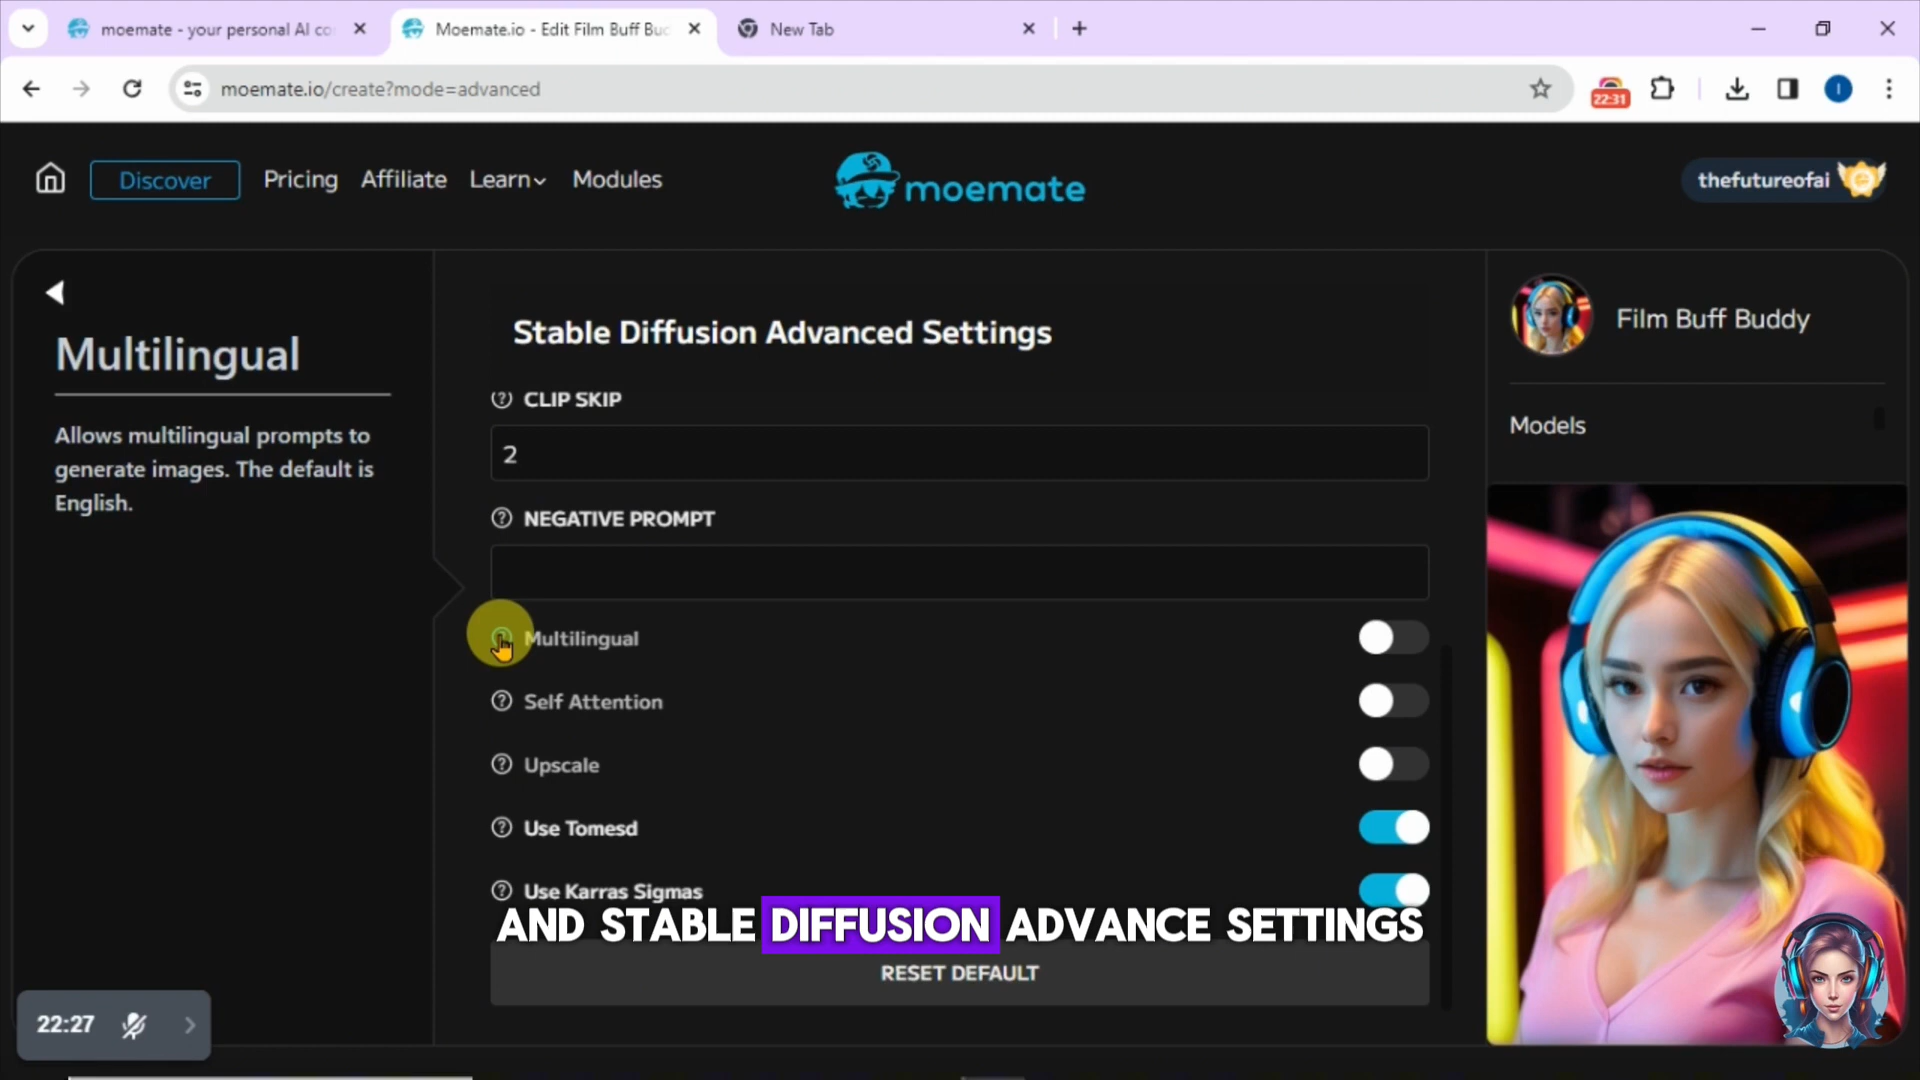 moemate - your personal AI co
Moemate.io - Edit Film Buff Buc
New Tab
moemate.io/create?mode=advanced
22:31
I
Discover
Pricing
Affiliate
Learn
Modules
moemate
thefutureofai
Multilingual
Allows multilingual prompts to
generate images. The default is
English.
Stable Diffusion Advanced Settings
CLIP SKIP
2
NEGATIVE PROMPT
Multilingual
Self Attention
Upscale
Use Tomesd
Use Karras Sigmas
AND STABLE DIFFUSION ADVANCE SETTINGS
RESET DEFAULT
Film Buff Buddy
Models
22:27